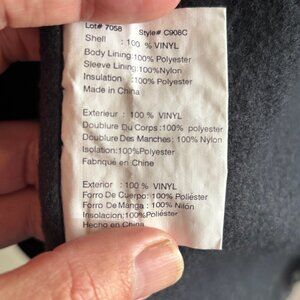 Lot# 7058 Style# C908C
Shell : 100 % VINYL
Body Lining:100% Polyester
Sleeve Lining:100%Nylon
Insulation :100% Polyester
Made in China
Exterieur : 100 % VINYL
Doublure Du Corps:100% polyester
Doublure Des Manches:100% Nylon
Isolation:100%Polyester
Fabriqué en Chine
Exterior : 100 % VINYL
Forro De Cuerpo:100% Poliéster
Forro De Manga:100% Nilón
Insolacion:100% Poliéster
Hecho en China